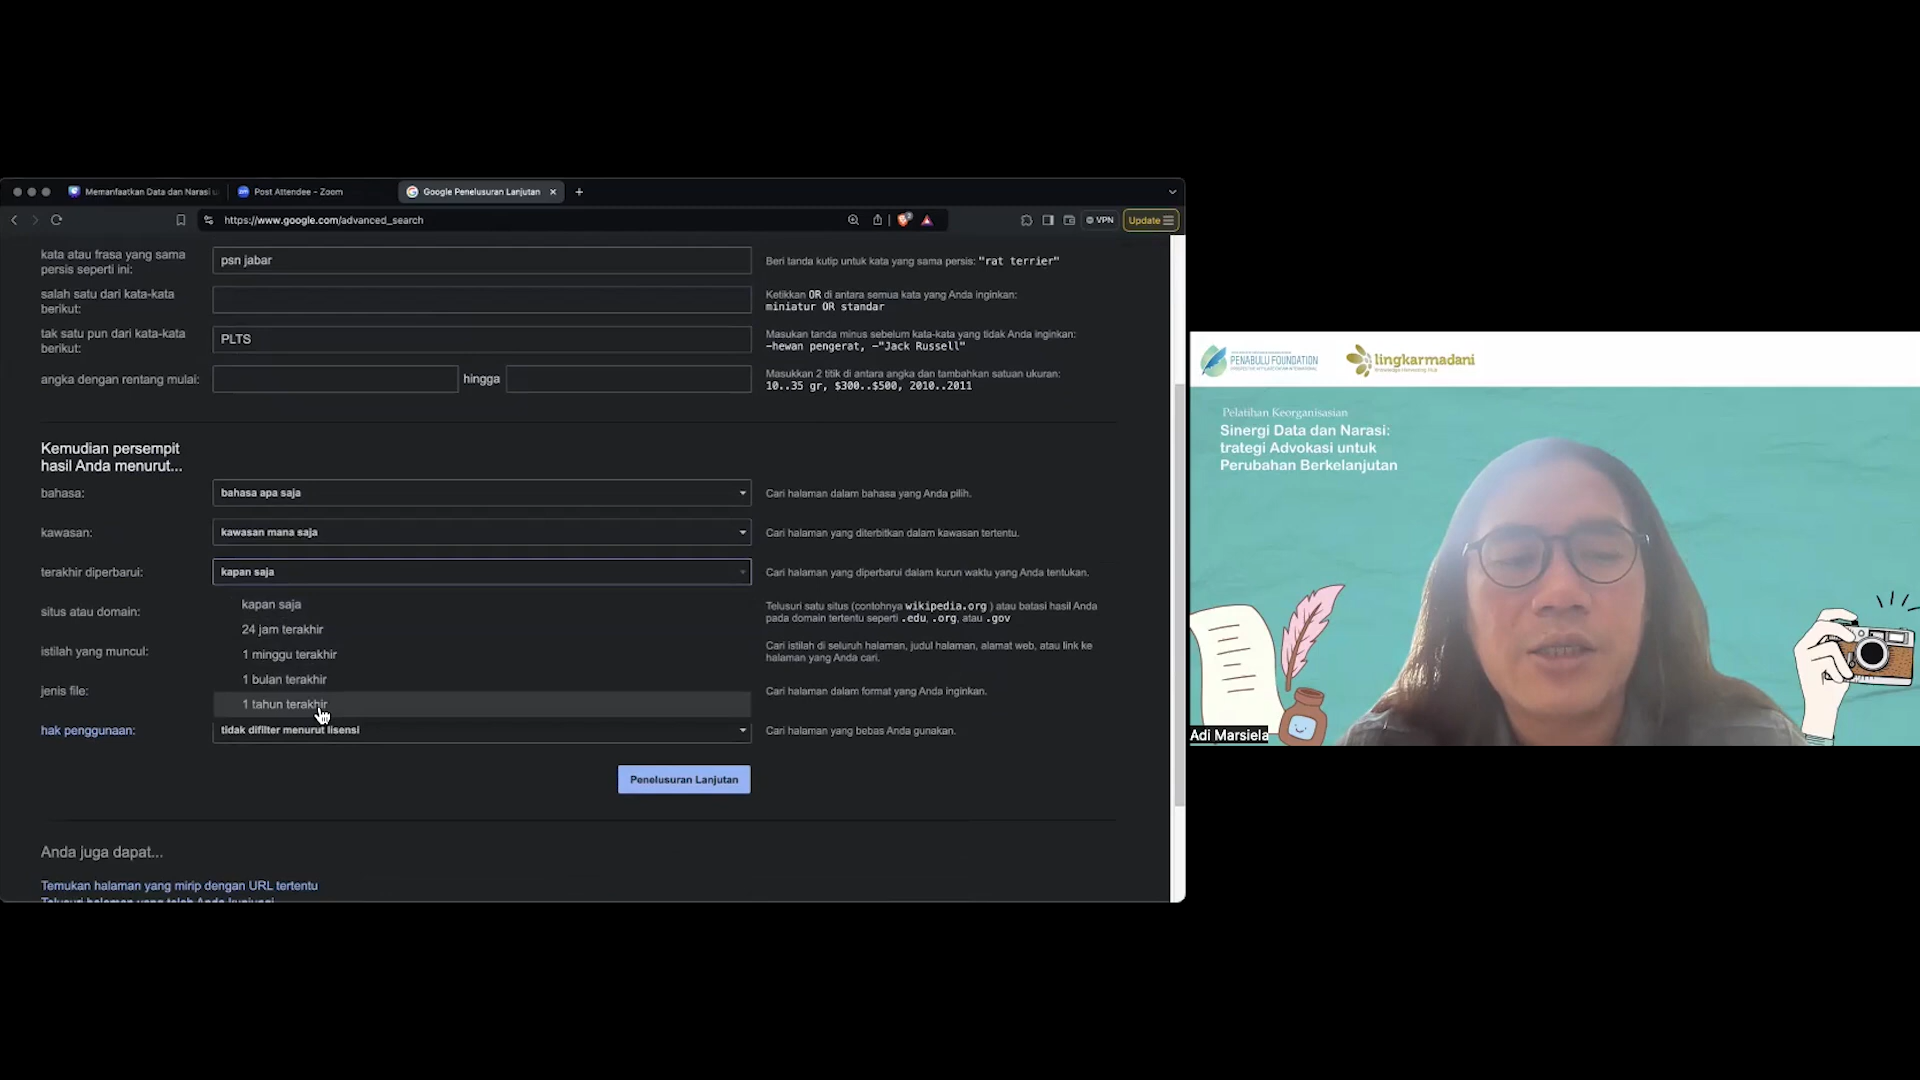 Memanfaatkan Data dan Narasi u
Post Attendee - Zoom
Google Penelusuran Lanjutan
https://www.google.com/advanced_search
VPN
Update
kata atau frasa yang sama
persis seperti ini:
psn jabar
Beri tanda kutip untuk kata yang sama persis: "rat terrier"
salah satu dari kata-kata
berikut:
Ketikkan OR di antara semua kata yang Anda inginkan:
miniatur OR standar
tak satu pun dari kata-kata
berikut:
PLTS
Masukan tanda minus sebelum kata-kata yang tidak Anda inginkan:
-hewan pengerat, -"Jack Russell"
angka dengan rentang mulai:
hingga
Masukkan 2 titik di antara angka dan tambahkan satuan ukuran:
10..35 gr, $300..$500, 2010..2011
Kemudian persempit
hasil Anda menurut...
bahasa:
bahasa apa saja
Cari halaman dalam bahasa yang Anda pilih.
kawasan:
kawasan mana saja
Cari halaman yang diterbitkan dalam kawasan tertentu.
terakhir diperbarui:
kapan saja
Cari halaman yang diperbarui dalam kurun waktu yang Anda tentukan.
kapan saja
24 jam terakhir
1 minggu terakhir
1 bulan terakhir
1 tahun terakhir
situs atau domain:
Telusuri satu situs (contohnya wikipedia.org ) atau batasi hasil Anda
pada domain tertentu seperti .edu, .org, atau .gov
istilah yang muncul:
Cari istilah di seluruh halaman, judul halaman, alamat web, atau link ke
halaman yang Anda cari.
jenis file:
Cari halaman dalam format yang Anda inginkan.
hak penggunaan:
tidak difilter menurut lisensi
Cari halaman yang bebas Anda gunakan.
Penelusuran Lanjutan
Anda juga dapat...
Temukan halaman yang mirip dengan URL tertentu
Telusuri halaman yang telah Anda kunjungi
PENABULU FOUNDATION
lingkarmadani
Knowledge Harvesting Hub
Pelatihan Keorganisasian
Sinergi Data dan Narasi:
trategi Advokasi untuk
Perubahan Berkelanjutan
Adi Marsiela